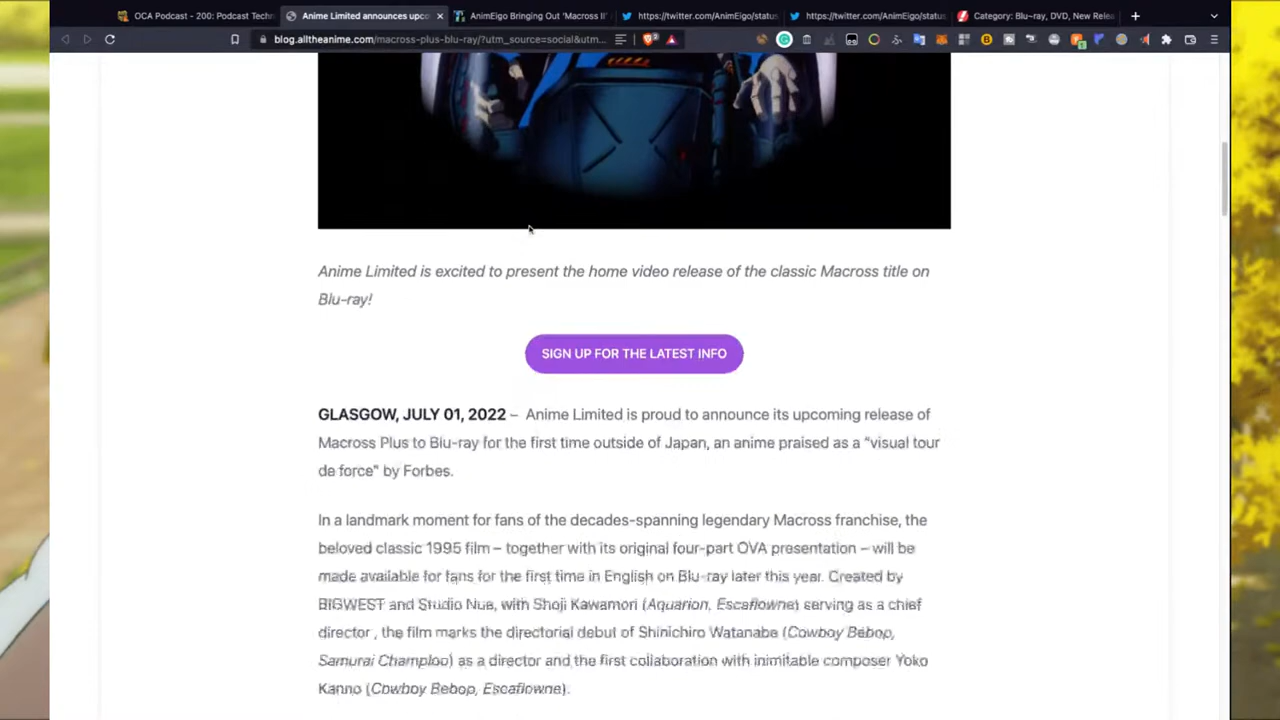 OCA Podcast - 200: Podcast Techn
Anime Limited announces upco
AnimEigo Bringing Out 'Macross II'
https://twitter.com/AnimEigo/status
https://twitter.com/AnimEigo/status
Category: Blu-ray, DVD, New Relea
blog.alltheanime.com/macross-plus-blu-ray/?utm_source=social&utm...
Anime Limited is excited to present the home video release of the classic Macross title on
Blu-ray!
SIGN UP FOR THE LATEST INFO
GLASGOW, JULY 01, 2022 – Anime Limited is proud to announce its upcoming release of
Macross Plus to Blu-ray for the first time outside of Japan, an anime praised as a “visual tour
de force” by Forbes.
In a landmark moment for fans of the decades-spanning legendary Macross franchise, the
beloved classic 1995 film – together with its original four-part OVA presentation – will be
made available for fans for the first time in English on Blu-ray later this year. Created by
BIGWEST and Studio Nue, with Shoji Kawamori (Aquarion, Escaflowne) serving as a chief
director , the film marks the directorial debut of Shinichiro Watanabe (Cowboy Bebop,
Samurai Champloo) as a director and the first collaboration with inimitable composer Yoko
Kanno (Cowboy Bebop, Escaflowne).